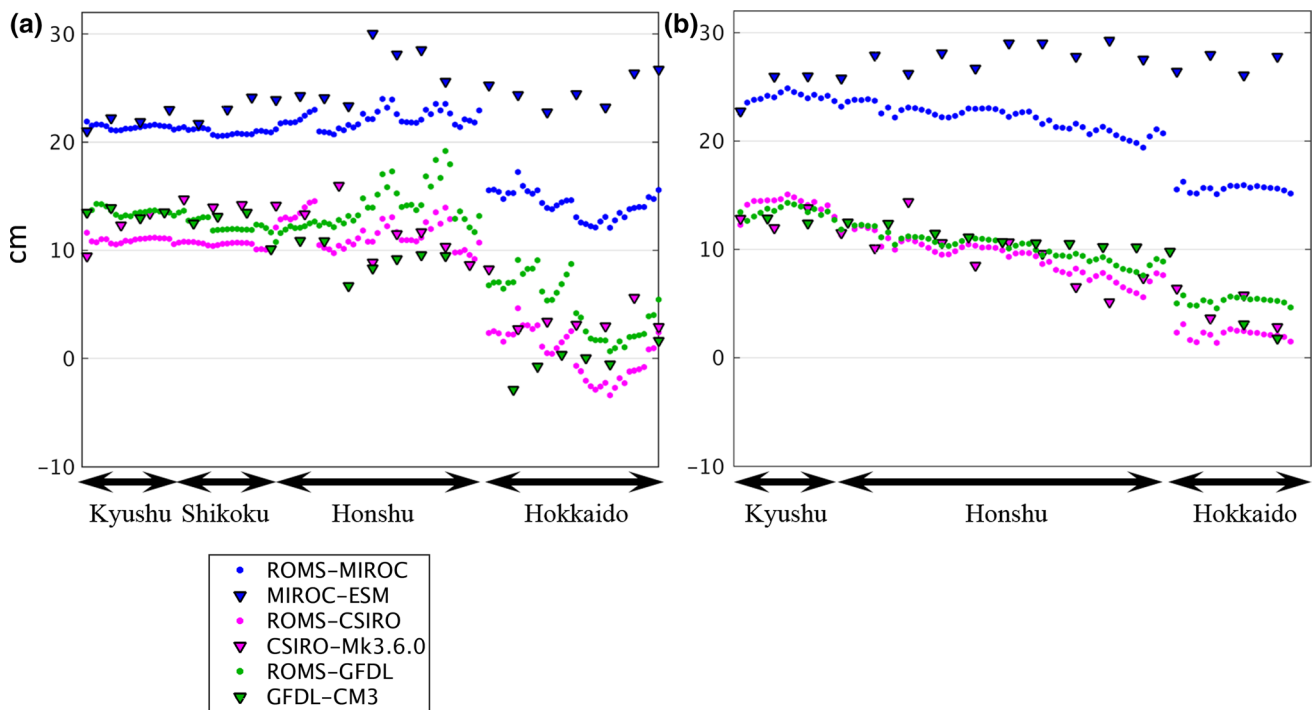 (a)
(b)
30
20
10
0
−10
cm
30
20
10
0
−10
Kyushu Shikoku Honshu Hokkaido
Kyushu Honshu Hokkaido
ROMS−MIROC
MIROC−ESM
ROMS−CSIRO
CSIRO−Mk3.6.0
ROMS−GFDL
GFDL−CM3